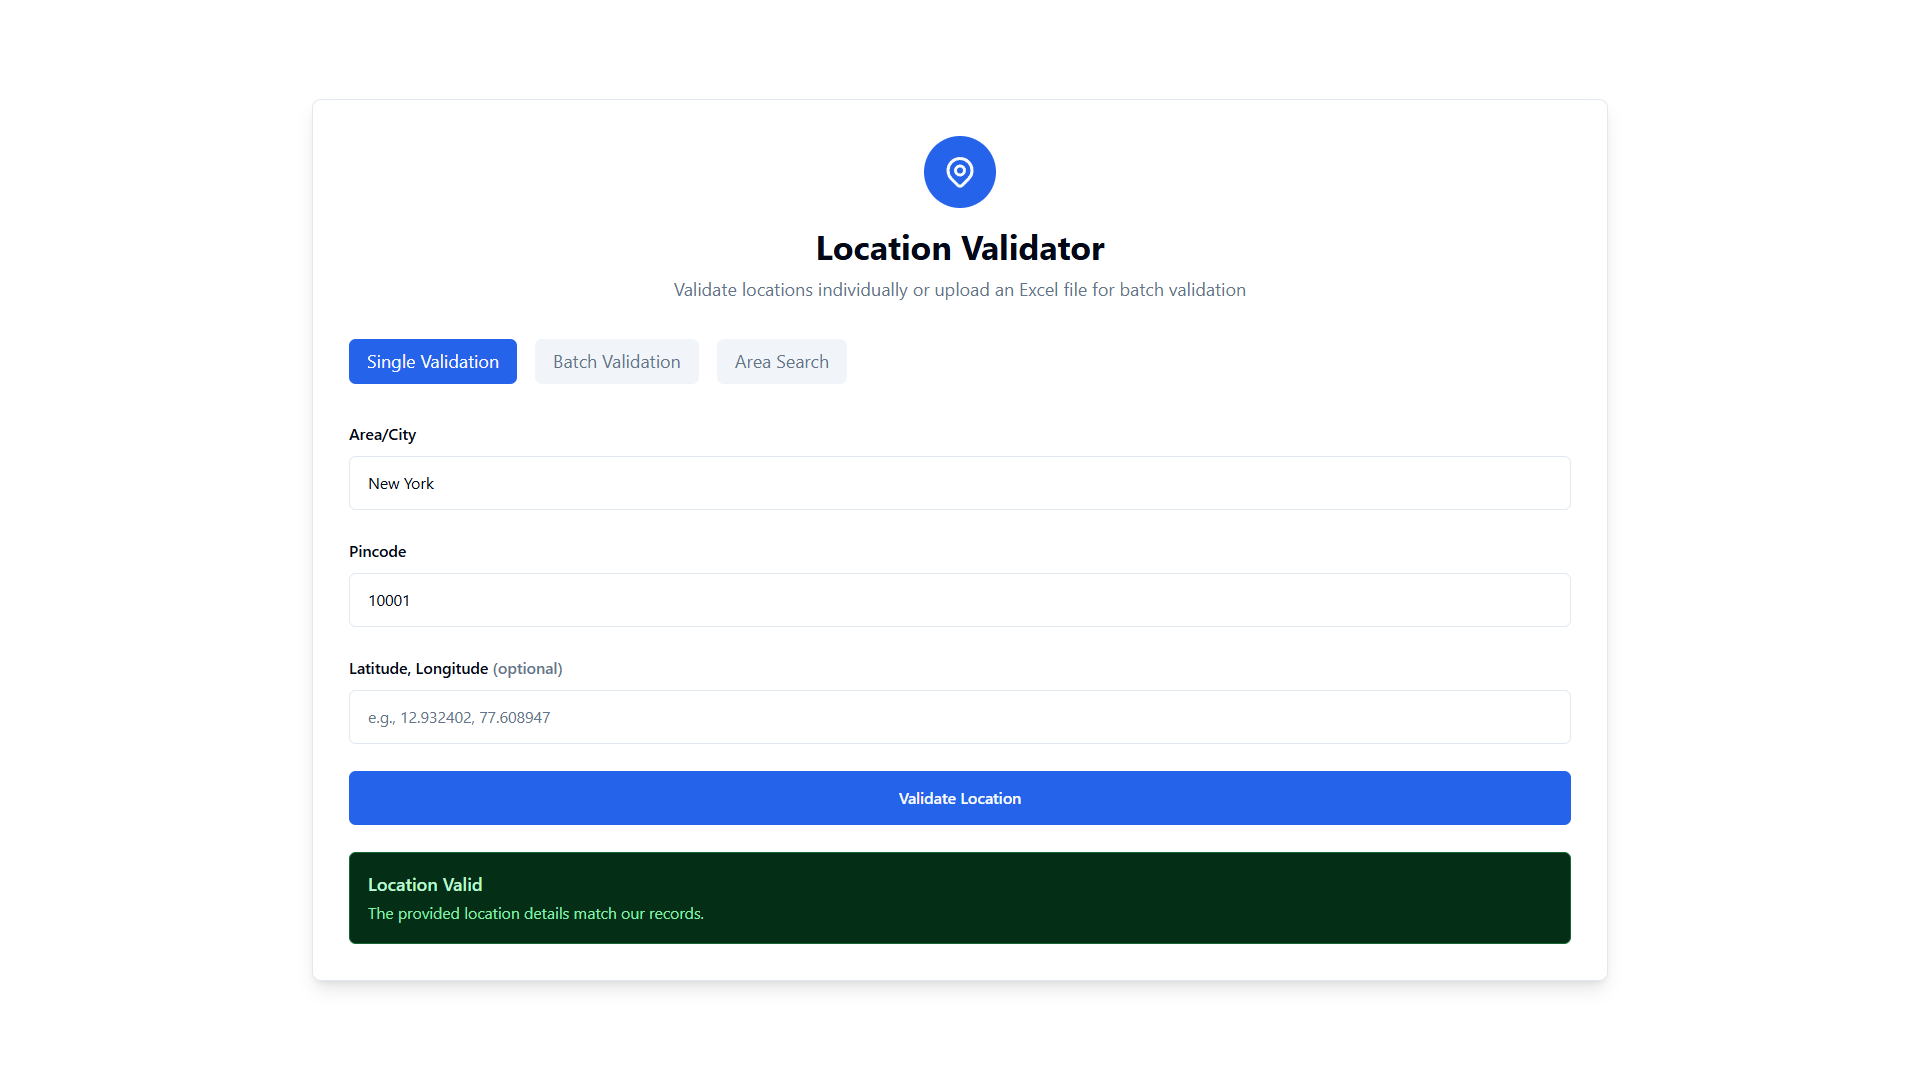 Location Validator
Validate locations individually or upload an Excel file for batch validation
Single Validation
Batch Validation
Area Search
Area/City
New York
Pincode
10001
Latitude, Longitude (optional)
e.g., 12.932402, 77.608947
Validate Location
Location Valid
The provided location details match our records.